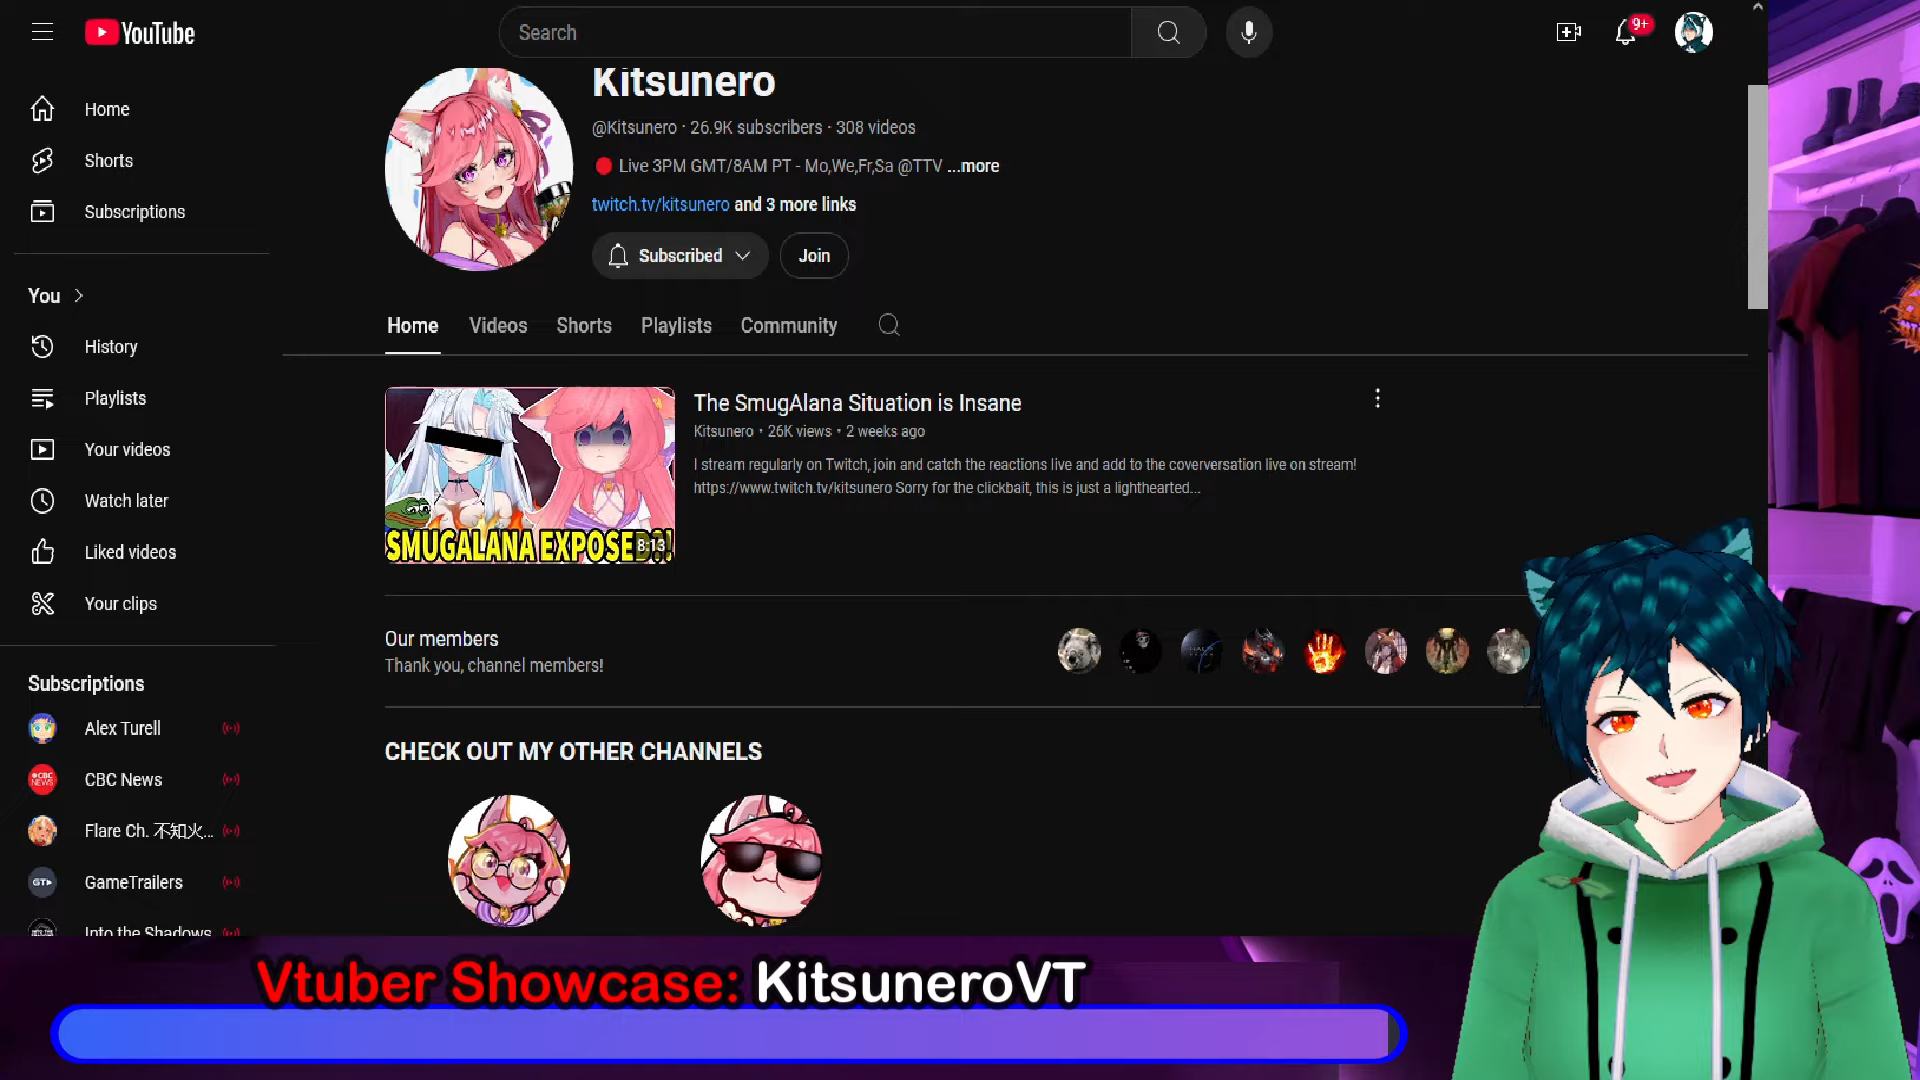 YouTube
Search
9+
Home
Shorts
Subscriptions
You
History
Playlists
Your videos
Watch later
Liked videos
Your clips
Subscriptions
Alex Turell
CBC News
Flare Ch. 不知火...
GameTrailers
Into the Shadows
Kitsunero
@Kitsunero · 26.9K subscribers · 308 videos
Live 3PM GMT/8AM PT - Mo,We,Fr,Sa @TTV ...more
twitch.tv/kitsunero and 3 more links
Subscribed
Join
Home Videos Shorts Playlists Community
SMUGALANA EXPOSED?!
8:13
The SmugAlana Situation is Insane
Kitsunero • 26K views • 2 weeks ago
I stream regularly on Twitch, join and catch the reactions live and add to the coverversation live on stream!
https://www.twitch.tv/kitsunero Sorry for the clickbait, this is just a lighthearted...
Our members
Thank you, channel members!
CHECK OUT MY OTHER CHANNELS
Vtuber Showcase: KitsuneroVT